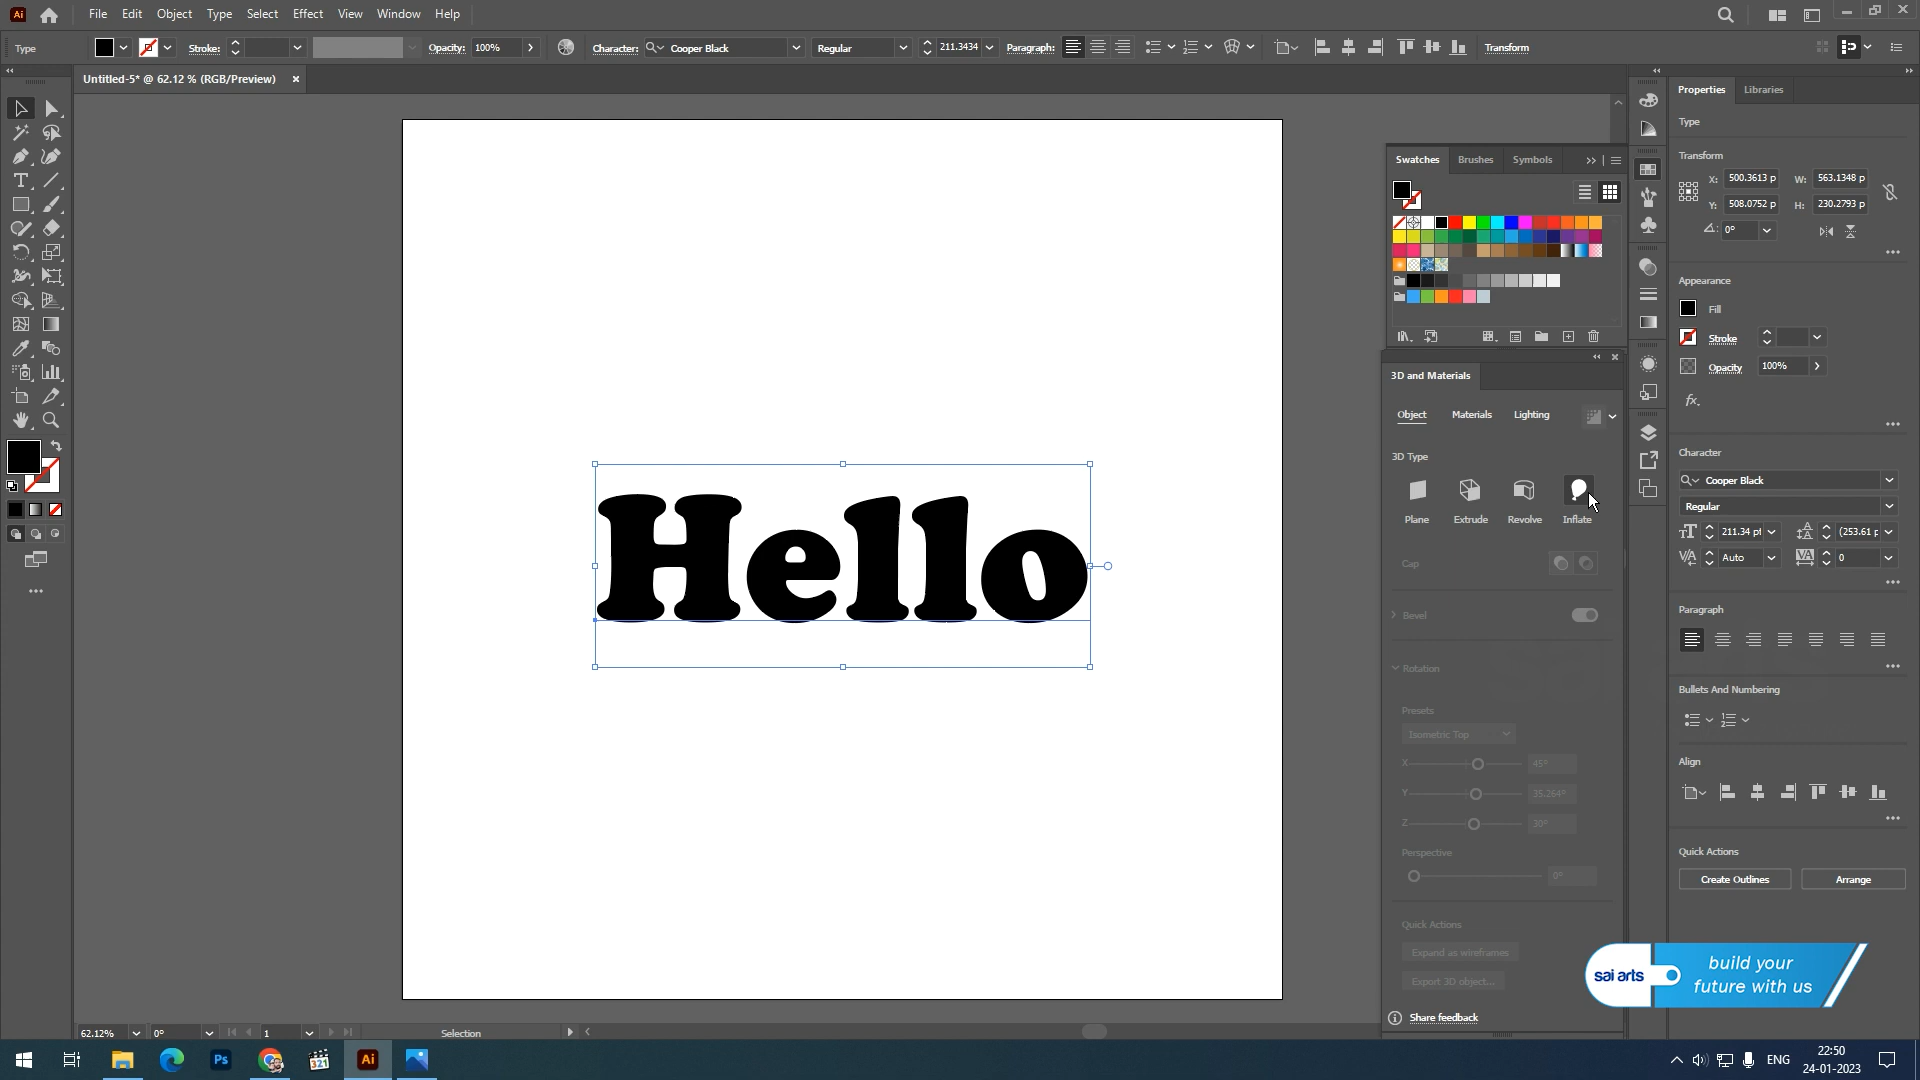 Ai File Edit Object Type Select Effect View Window Help
Type Stroke: Opacity: 100% Character: Cooper Black Regular 211.3434 Paragraph: Transform
Untitled-5* @ 62.12 % (RGB/Preview) ×
Properties Libraries
Type
Transform
X: 500.3613 p W: 563.1348 p
Y: 508.0752 p H: 230.2793 p
0°
Appearance
Fill
Stroke
Opacity 100%
fx.
Character
Cooper Black
Regular
211.34 pt (253.61 p
Auto 0
Paragraph
Bullets And Numbering
Align
Quick Actions
Create Outlines Arrange
Swatches Brushes Symbols
3D and Materials
Object Materials Lighting
3D Type
Plane Extrude Revolve Inflate
Cap
Bevel
Rotation
Presets
Isometric Top
X 45°
Y 35.264°
Z 30°
Perspective
0°
Quick Actions
Expand as wireframes
Export 3D object...
Share feedback
Hello
sai arts
build your
future with us
62.12% 0° 1 Selection
Ps 321 Ai
ENG
22:50
24-01-2023